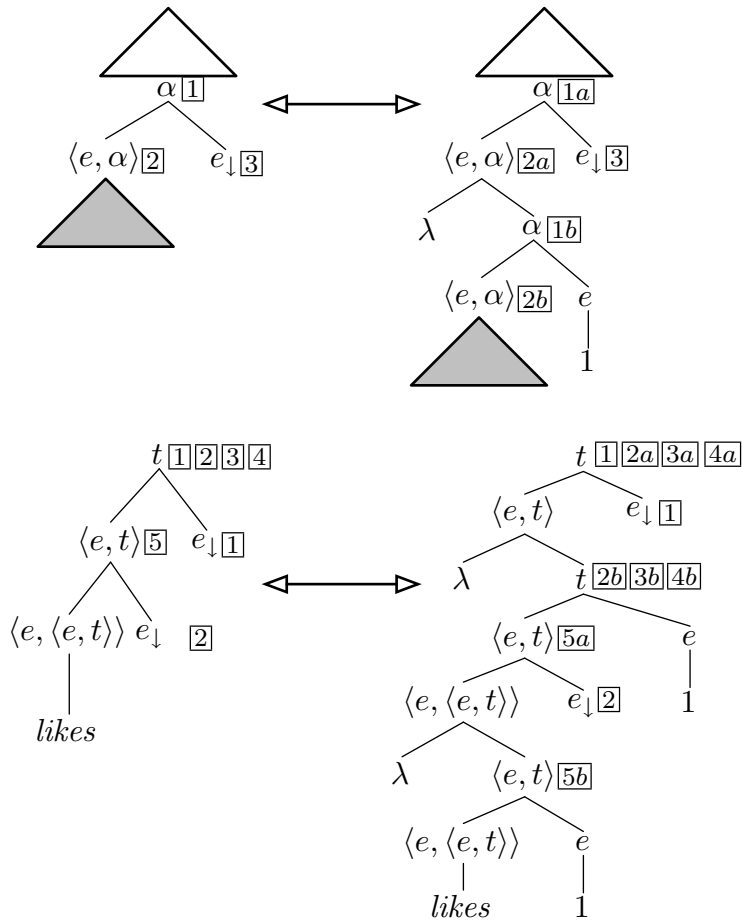 α 1 α 1a
⟨e, α⟩ 2 e↓ 3 ⟨e, α⟩ 2a e↓ 3
λ α 1b
⟨e, α⟩ 2b e
1
t 1 2 3 4 t 1 2a 3a 4a
⟨e, t⟩ 5 e↓ 1 ⟨e, t⟩ e↓ 1
λ t 2b 3b 4b
⟨e, ⟨e, t⟩⟩ e↓ 2 ⟨e, t⟩ 5a e
⟨e, ⟨e, t⟩⟩ e↓ 2 1
likes
λ ⟨e, t⟩ 5b
⟨e, ⟨e, t⟩⟩ e
likes 1